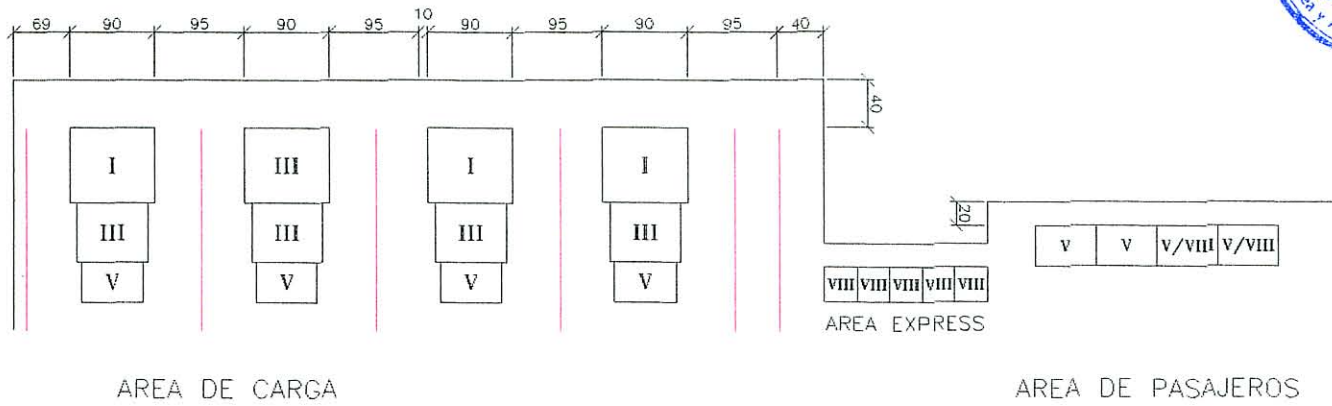 10
69 90 95 90 95 90 95 90 95 40
40
I III I I
20
III III III III
V V V/VIII V/VIII
V V V V
VIII VIII VIII VIII VIII
AREA EXPRESS
AREA DE CARGA
AREA DE PASAJEROS